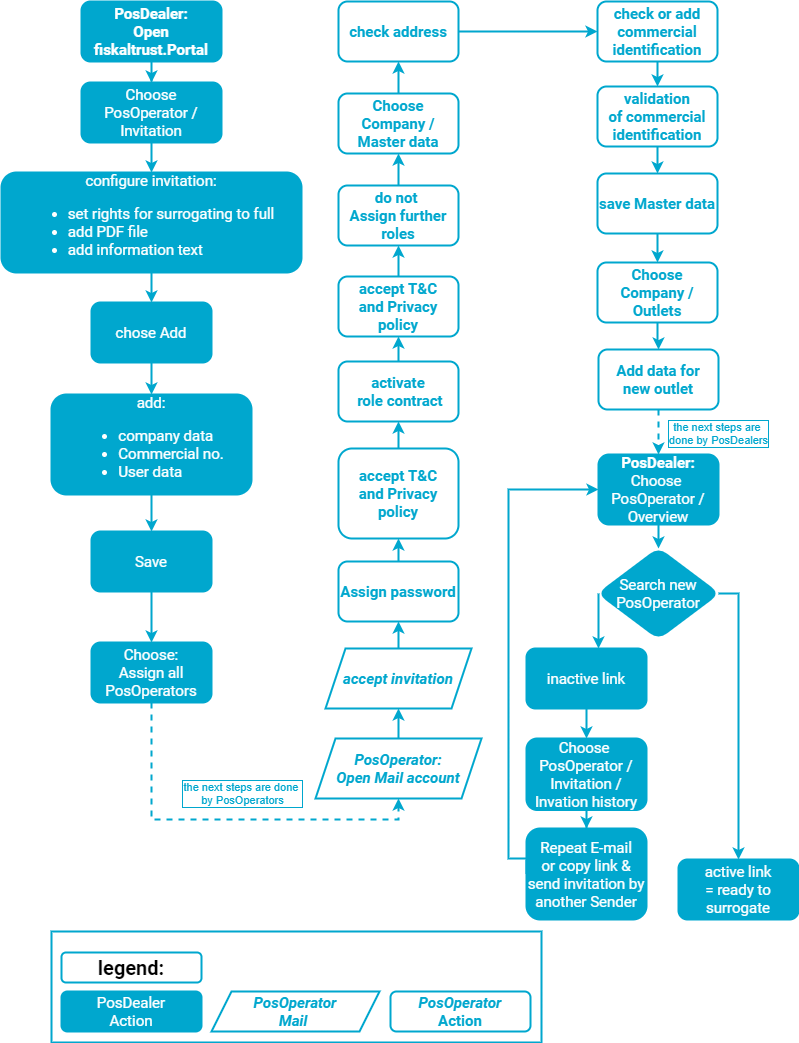 PosDealer:
Open
fiskaltrust.Portal
Choose
PosOperator /
Invitation
configure invitation:
• set rights for surrogating to full
• add PDF file
• add information text
chose Add
add:
• company data
• Commercial no.
• User data
Save
Choose:
Assign all
PosOperators
the next steps are done
by PosOperators
PosOperator:
Open Mail account
accept invitation
Assign password
accept T&C
and Privacy
policy
activate
role contract
accept T&C
and Privacy
policy
do not
Assign further
roles
Choose
Company /
Master data
check address
check or add
commercial
identification
validation
of commercial
identification
save Master data
Choose
Company /
Outlets
Add data for
new outlet
the next steps are
done by PosDealers
PosDealer:
Choose
PosOperator /
Overview
Search new
PosOperator
inactive link
Choose
PosOperator /
Invitation /
Invation history
Repeat E-mail
or copy link &
send invitation by
another Sender
active link
= ready to
surrogate
legend:
PosDealer
Action
PosOperator
Mail
PosOperator
Action